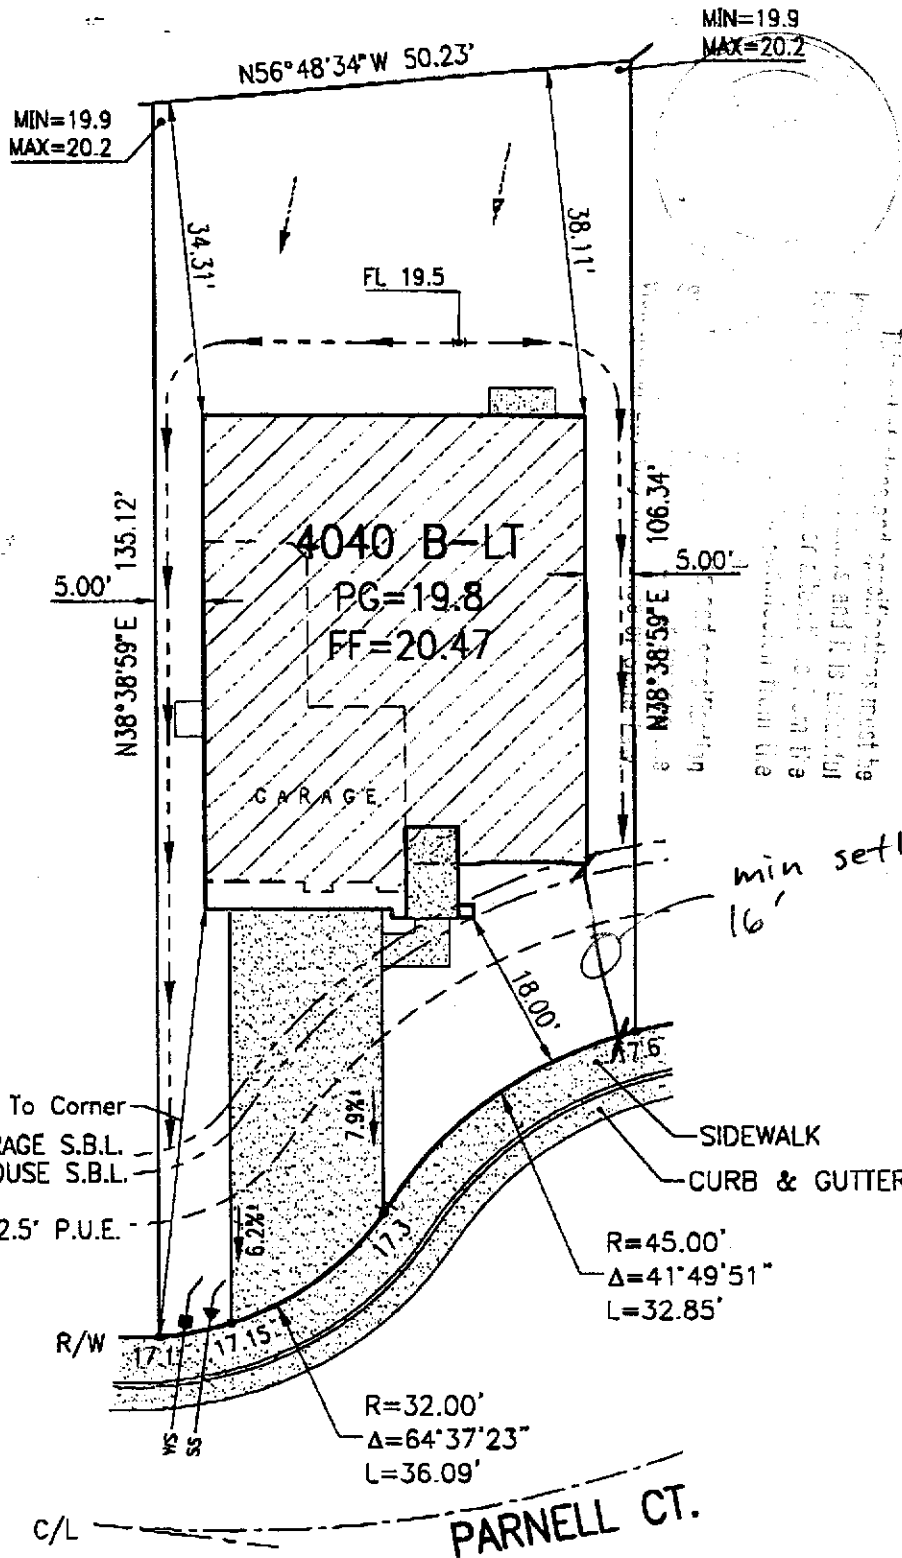 MIN=19.9
MAX=20.2
N56°48'34"W 50.23'
MIN=19.9
MAX=20.2
34.31'
38.11'
FL 19.5
4040 B-LT
PG=19.8
FF=20.47
5.00'
5.00'
N38°38'59"E 135.12'
N38°38'59"E 106.34'
GARAGE
min setb
16'
18.00'
17.6
To Corner
RAGE S.B.L.
OUSE S.B.L.
2.5' P.U.E.
7.9%
6.2%
17.3
SIDEWALK
CURB & GUTTER
R=45.00'
Δ=41°49'51"
L=32.85'
R/W
17.1
17.15
WS
SS
R=32.00'
Δ=64°37'23"
L=36.09'
C/L
PARNELL CT.